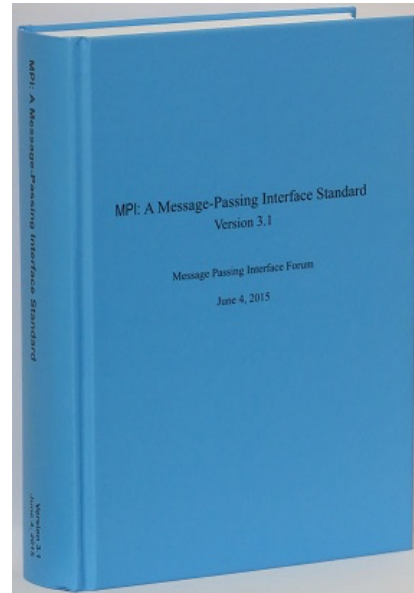 MPI: A Message-Passing Interface Standard
Version 3.1
Message Passing Interface Forum
June 4, 2015
MPI: A Message-Passing Interface Standard
Version 3.1
June 4, 2015